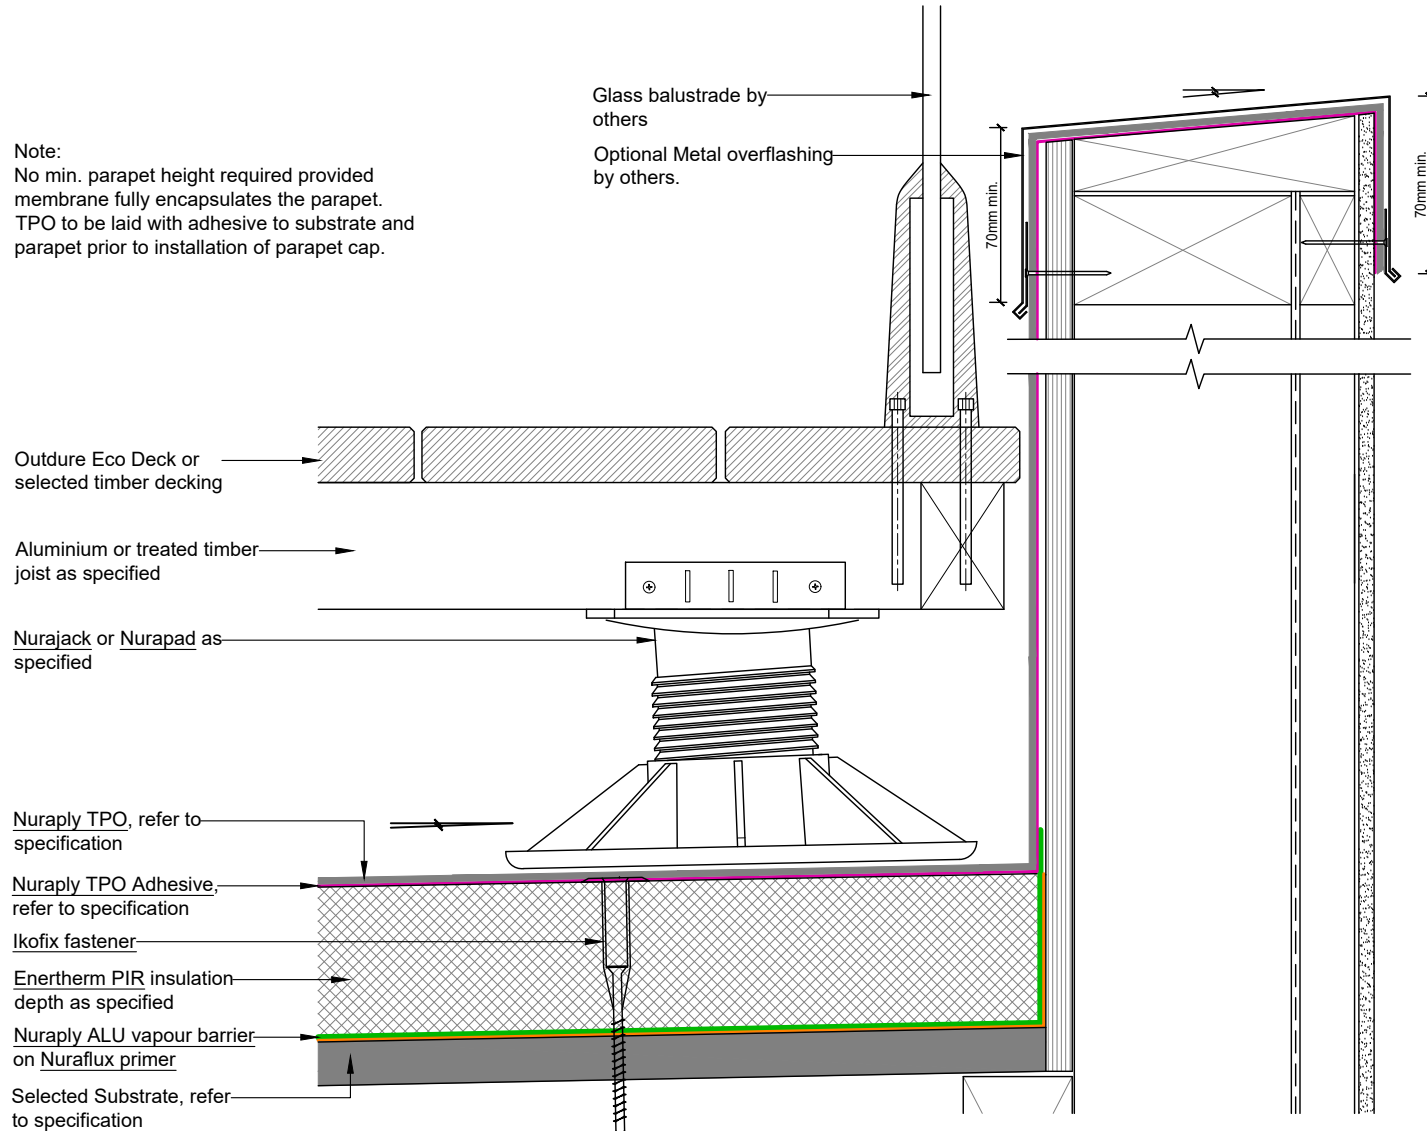 Glass balustrade by
others
Optional Metal overflashing
by others.
Note:
No min. parapet height required provided
membrane fully encapsulates the parapet.
TPO to be laid with adhesive to substrate and
parapet prior to installation of parapet cap.
70mm min.
70mm min.
Outdure Eco Deck or
selected timber decking
Aluminium or treated timber
joist as specified
Nurajack or Nurapad as
specified
Nuraply TPO, refer to
specification
Nuraply TPO Adhesive,
refer to specification
Ikofix fastener
Enertherm PIR insulation
depth as specified
Nuraply ALU vapour barrier
on Nuraflux primer
Selected Substrate, refer
to specification